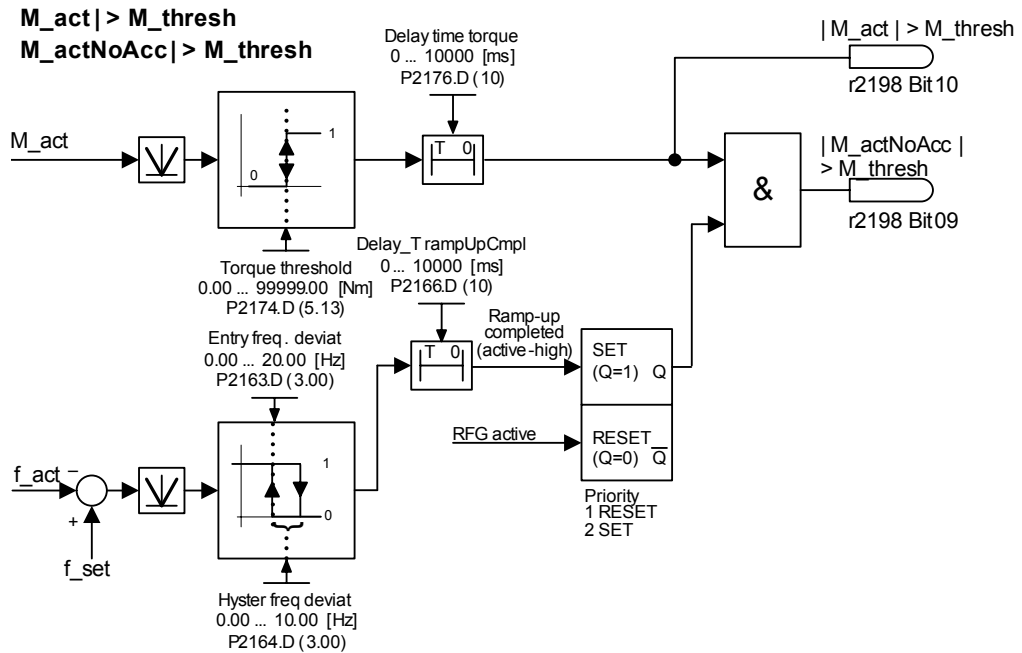 M_act | > M_thresh
M_actNoAcc| > M_thresh
Delay time torque
0 ... 10000 [ms]
P2176.D (10)
| M_act | > M_thresh
r2198 Bit10
M_act
1
0
T 0
&
| M_actNoAcc |
> M_thresh
r2198 Bit09
Torque threshold
0.00 ... 99999.00 [Nm]
P2174.D (5.13)
Delay_T rampUpCmpl
0... 10000 [ms]
P2166.D (10)
Entry freq . deviat
0.00 ... 20.00 [Hz]
P2163.D (3.00)
T 0
Ramp-up
completed
(active-high)
SET
(Q=1) Q
RFG active
RESET
(Q=0) Q
Priority
1 RESET
2 SET
f_act
–
+
f_set
1
0
Hyster freq deviat
0.00 ... 10.00 [Hz]
P2164.D (3.00)